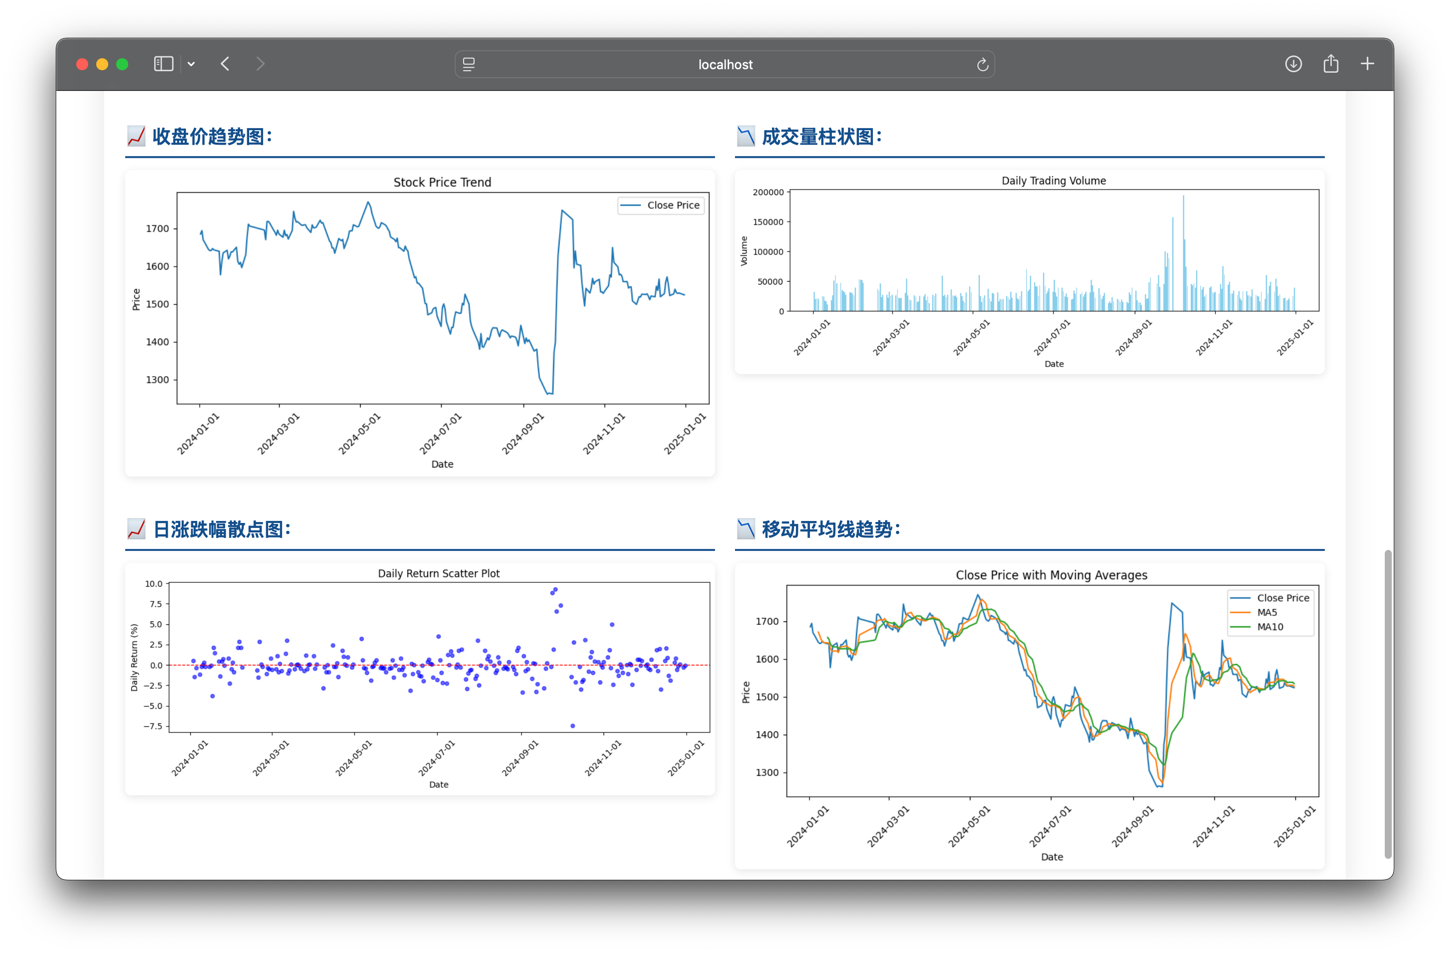 localhost
收盘价趋势图：
Stock Price Trend
Close Price
1700
1600
1500
1400
1300
Price
2024-01-01
2024-03-01
2024-05-01
2024-07-01
2024-09-01
2024-11-01
2025-01-01
Date
成交量柱状图：
Daily Trading Volume
200000
150000
100000
50000
0
Volume
2024-01-01
2024-03-01
2024-05-01
2024-07-01
2024-09-01
2024-11-01
2025-01-01
Date
日涨跌幅散点图：
Daily Return Scatter Plot
10.0
7.5
5.0
2.5
0.0
−2.5
−5.0
−7.5
Daily Return (%)
2024-01-01
2024-03-01
2024-05-01
2024-07-01
2024-09-01
2024-11-01
2025-01-01
Date
移动平均线趋势：
Close Price with Moving Averages
Close Price
MA5
MA10
1700
1600
1500
1400
1300
Price
2024-01-01
2024-03-01
2024-05-01
2024-07-01
2024-09-01
2024-11-01
2025-01-01
Date